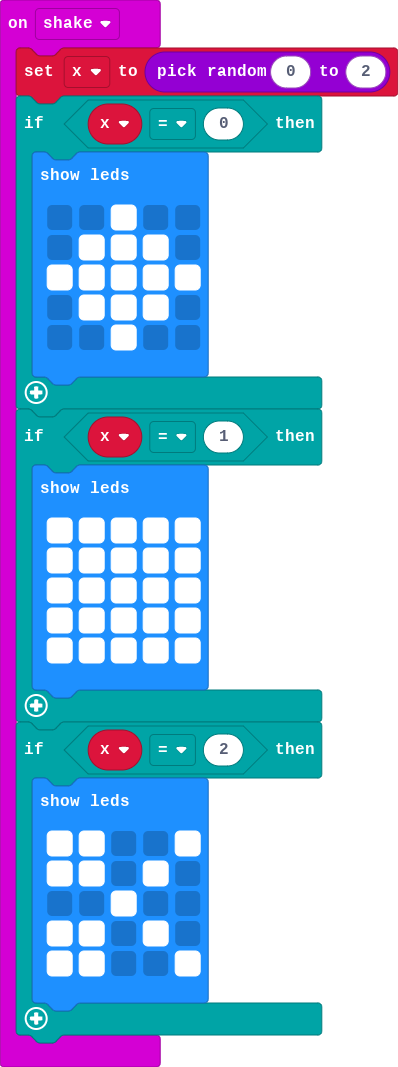 on shake
set x to pick random 0 to 2
if x = 0 then
show leds
if x = 1 then
show leds
if x = 2 then
show leds